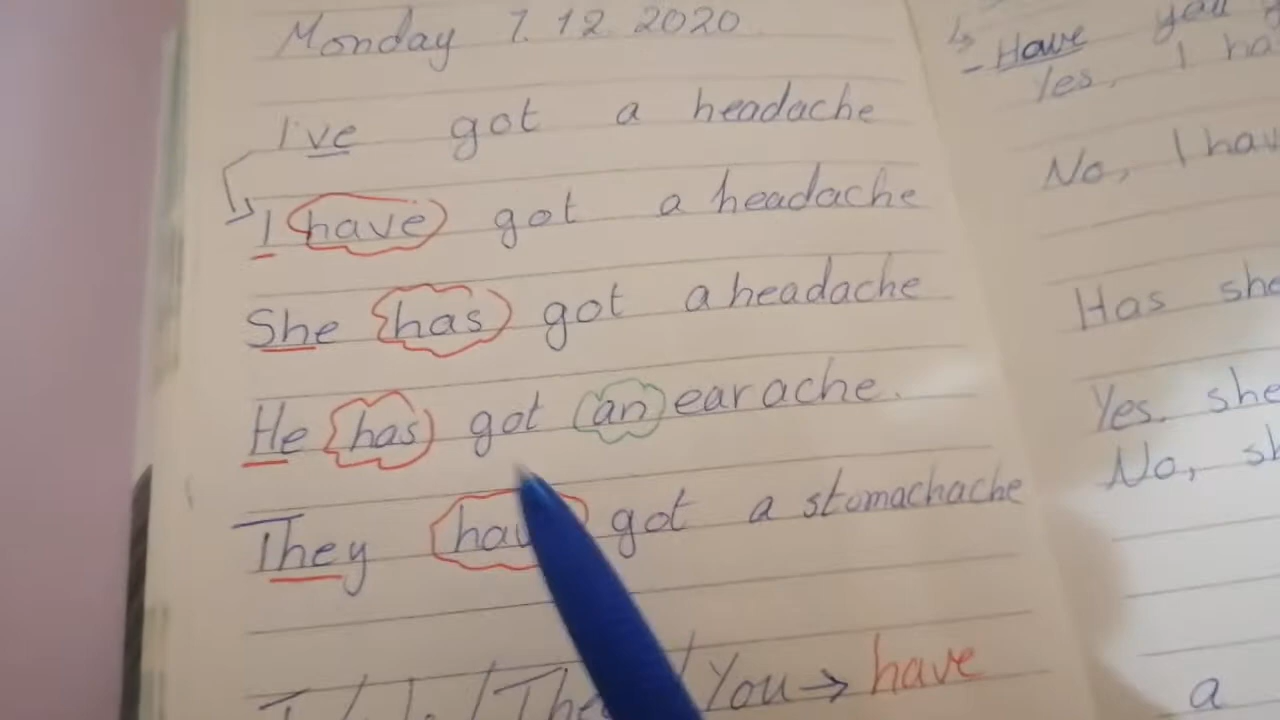 Monday 7.12.2020
I've got a headache
I have got a headache
She has got a headache
He has got an earache.
They got a stomachache
You → have
Have you
Yes, I
No, I
Has she
Yes, she
No,
a